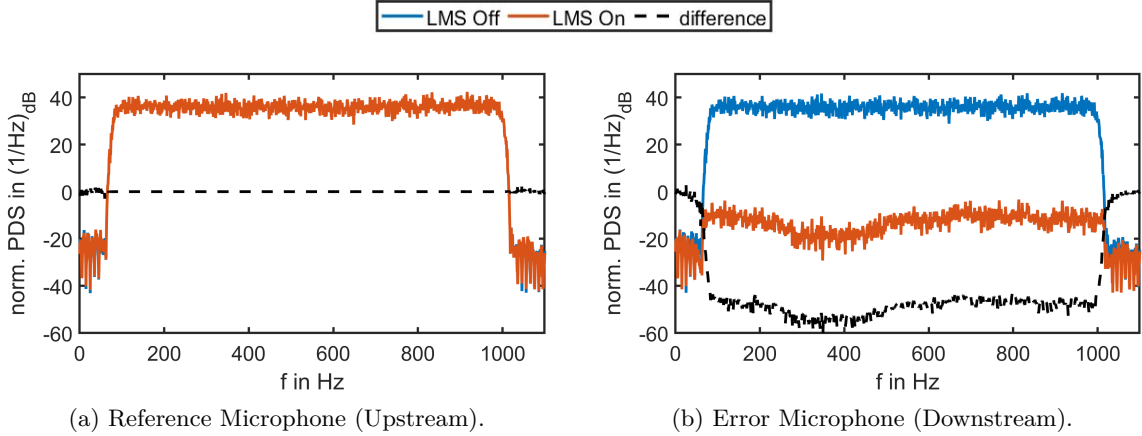 LMS Off LMS On difference
norm. PDS in (1/Hz)dB
40
20
0
-20
-40
-60
0 200 400 600 800 1000
f in Hz
(a) Reference Microphone (Upstream).
norm. PDS in (1/Hz)dB
40
20
0
-20
-40
-60
0 200 400 600 800 1000
f in Hz
(b) Error Microphone (Downstream).